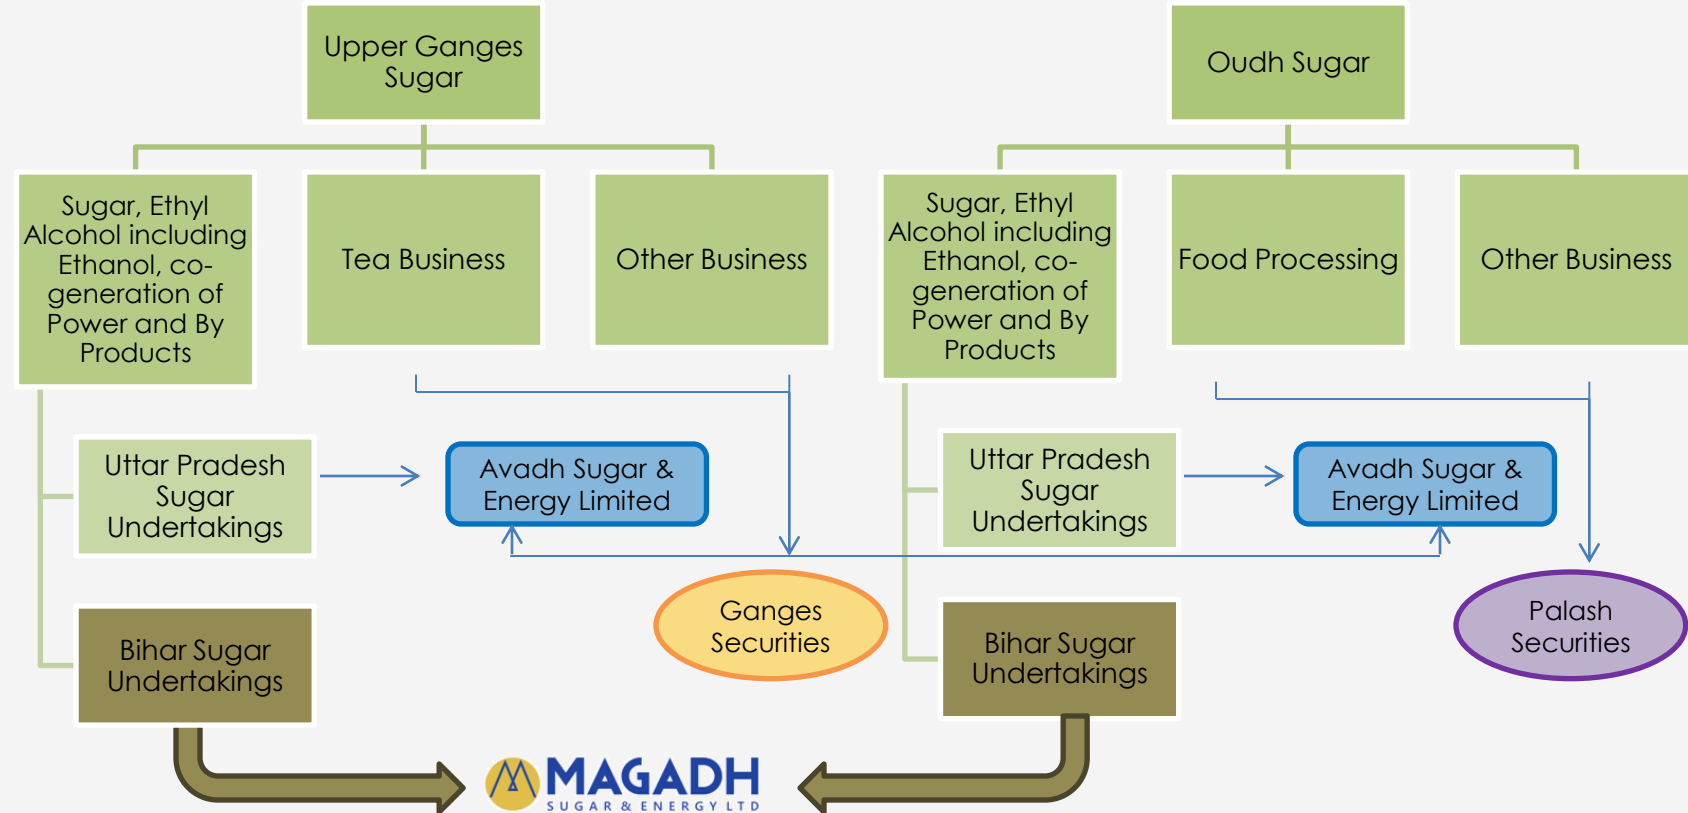 Upper Ganges
Sugar
Oudh Sugar
Sugar, Ethyl
Alcohol including
Ethanol, co-
generation of
Power and By
Products
Tea Business
Other Business
Sugar, Ethyl
Alcohol including
Ethanol, co-
generation of
Power and By
Products
Food Processing
Other Business
Uttar Pradesh
Sugar
Undertakings
Avadh Sugar &
Energy Limited
Uttar Pradesh
Sugar
Undertakings
Avadh Sugar &
Energy Limited
Bihar Sugar
Undertakings
Ganges
Securities
Bihar Sugar
Undertakings
Palash
Securities
MAGADH
SUGAR & ENERGY LTD